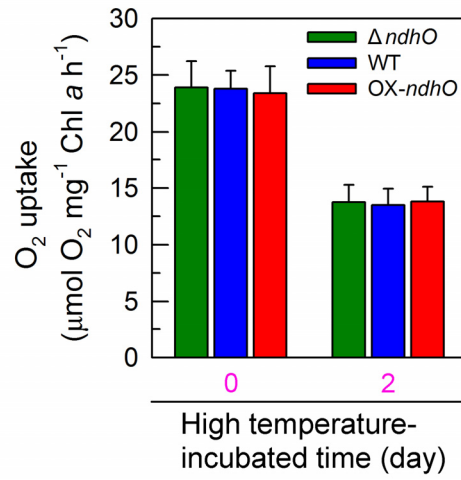 30
25
20
15
10
5
0
O₂ uptake
(μmol O₂ mg⁻¹ Chl a h⁻¹)
Δ ndhO
WT
OX-ndhO
0 2
High temperature-
incubated time (day)